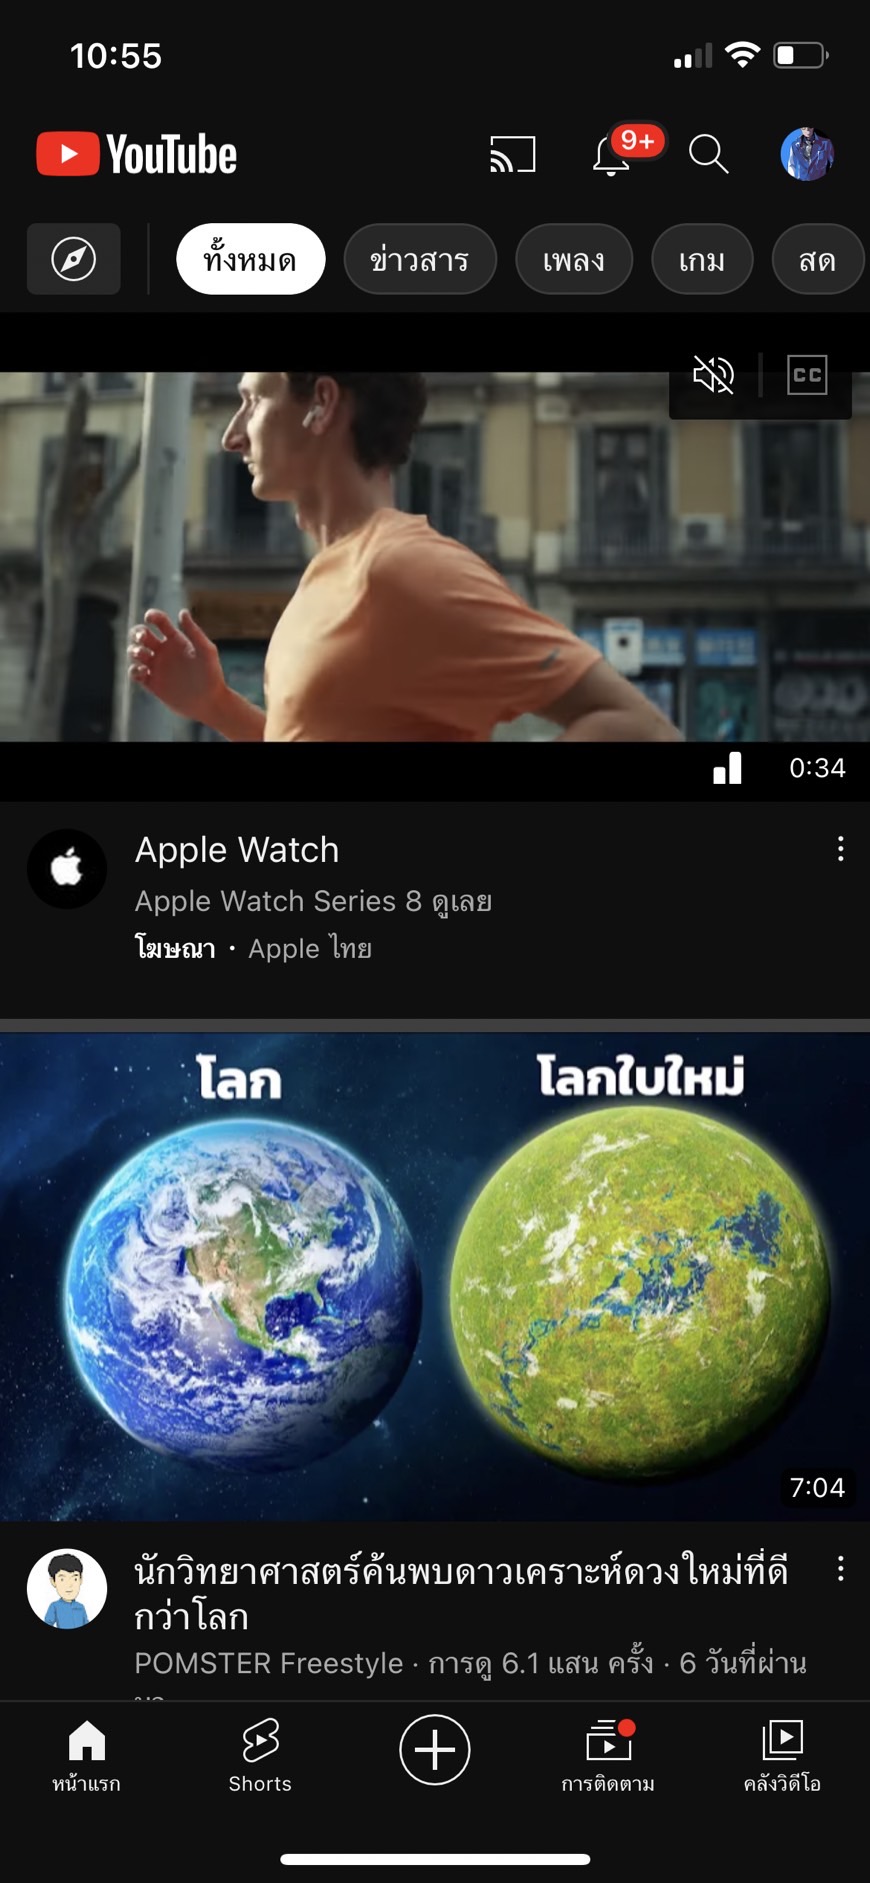 10:55
YouTube
9+
ทั้งหมด
ข่าวสาร
เพลง
เกม
สด
CC
0:34
Apple Watch
Apple Watch Series 8 ดูเลย
โฆษณา · Apple ไทย
โลก
โลกใบใหม่
7:04
นักวิทยาศาสตร์ค้นพบดาวเคราะห์ดวงใหม่ที่ดี
กว่าโลก
POMSTER Freestyle · การดู 6.1 แสน ครั้ง · 6 วันที่ผ่าน
หน้าแรก
Shorts
การติดตาม
คลังวิดีโอ